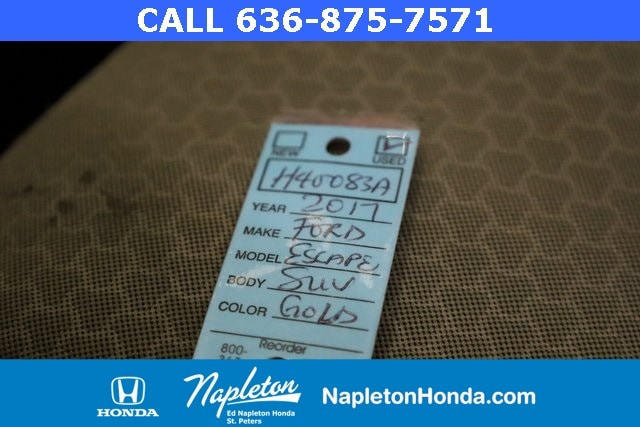 CALL 636-875-7571
NEW USED
H40083A
YEAR 2017
MAKE FORD
MODEL ESCAPE
BODY SUV
COLOR GOLD
Reorder
800-
HONDA
Napleton
Ed Napleton Honda
St. Peters
NapletonHonda.com